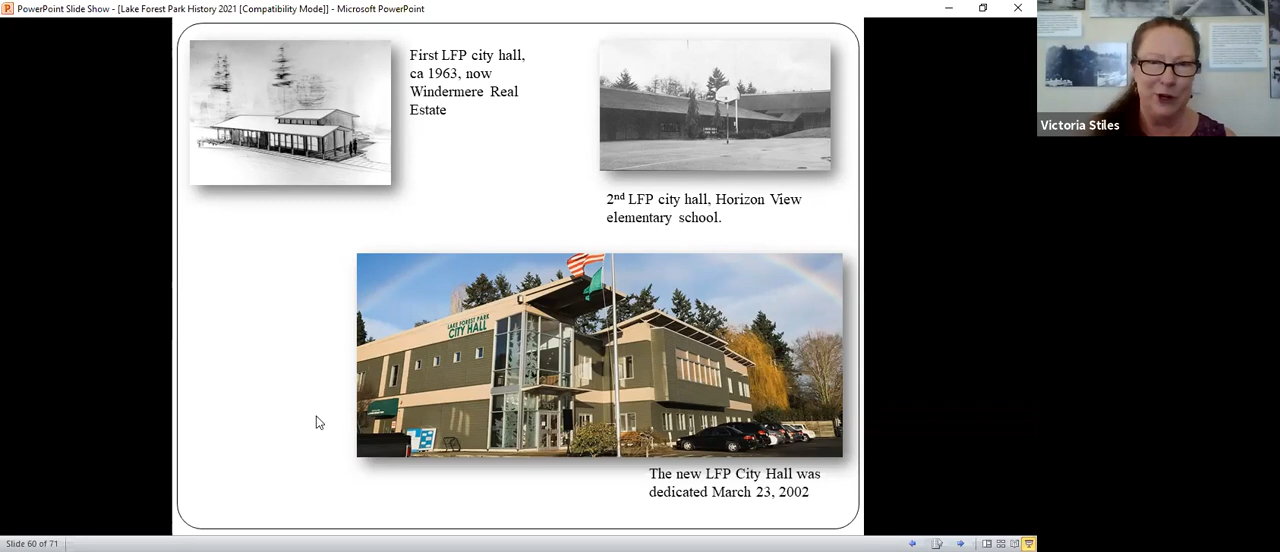 PowerPoint Slide Show - [Lake Forest Park History 2021 [Compatibility Mode]] - Microsoft PowerPoint
First LFP city hall,
ca 1963, now
Windermere Real
Estate
2nd LFP city hall, Horizon View
elementary school.
LAKE FOREST PARK
CITY HALL
The new LFP City Hall was
dedicated March 23, 2002
Victoria Stiles
Slide 60 of 71